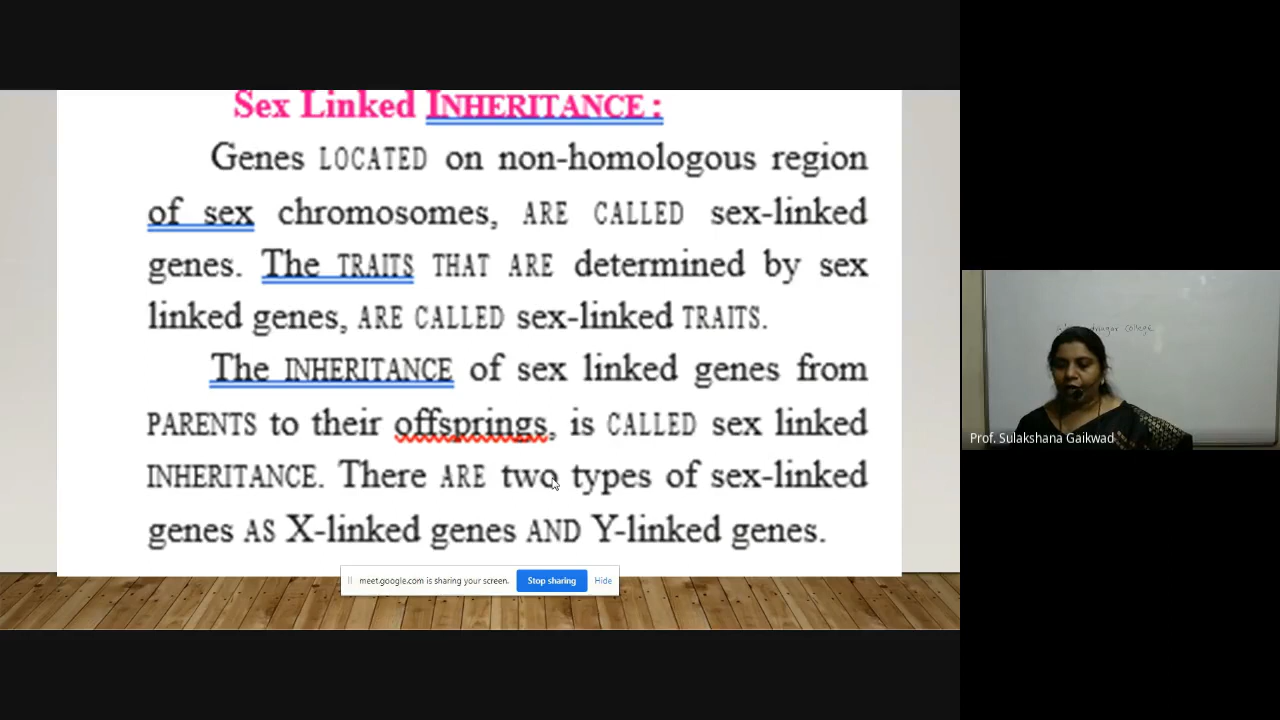 Sex Linked INHERITANCE :
Genes LOCATED on non-homologous region
of sex chromosomes, ARE CALLED sex-linked
genes. The TRAITS THAT ARE determined by sex
linked genes, ARE CALLED sex-linked TRAITS.
The INHERITANCE of sex linked genes from
PARENTS to their offsprings, is CALLED sex linked
INHERITANCE. There ARE two types of sex-linked
genes AS X-linked genes AND Y-linked genes.
meet.google.com is sharing your screen. Stop sharing Hide
College
Prof. Sulakshana Gaikwad